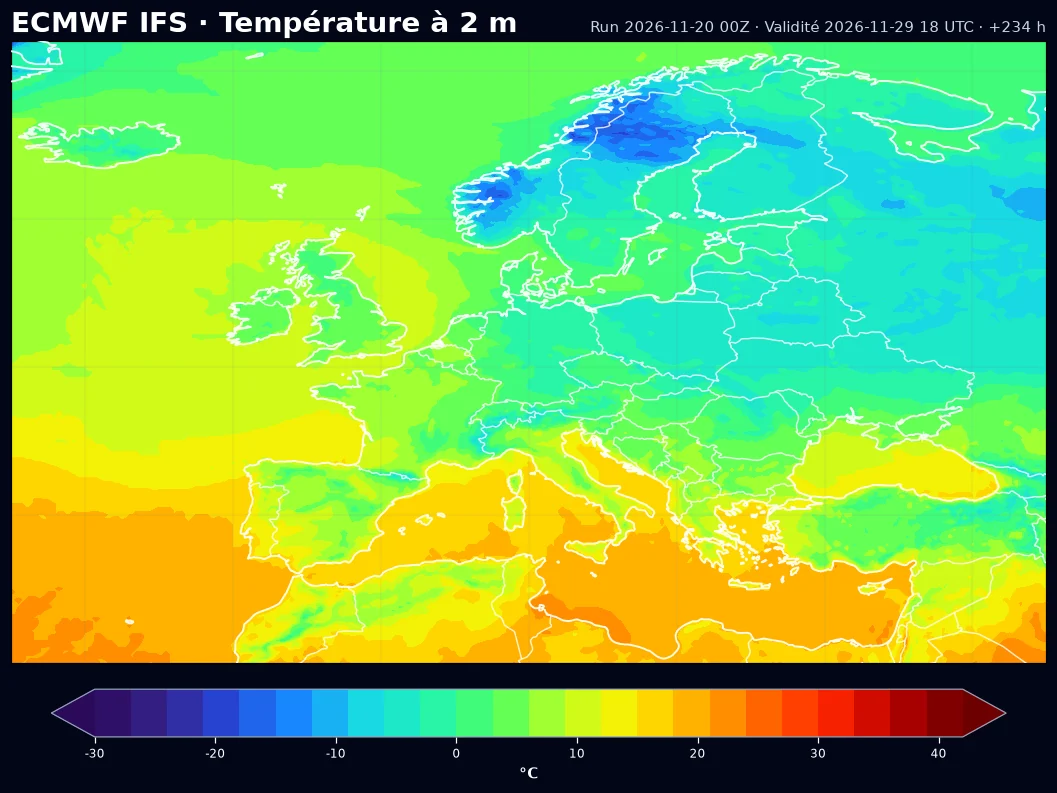 ECMWF IFS · Température à 2 m
Run 2026-11-20 00Z · Validité 2026-11-29 18 UTC · +234 h
-30 -20 -10 0 10 20 30 40
°C